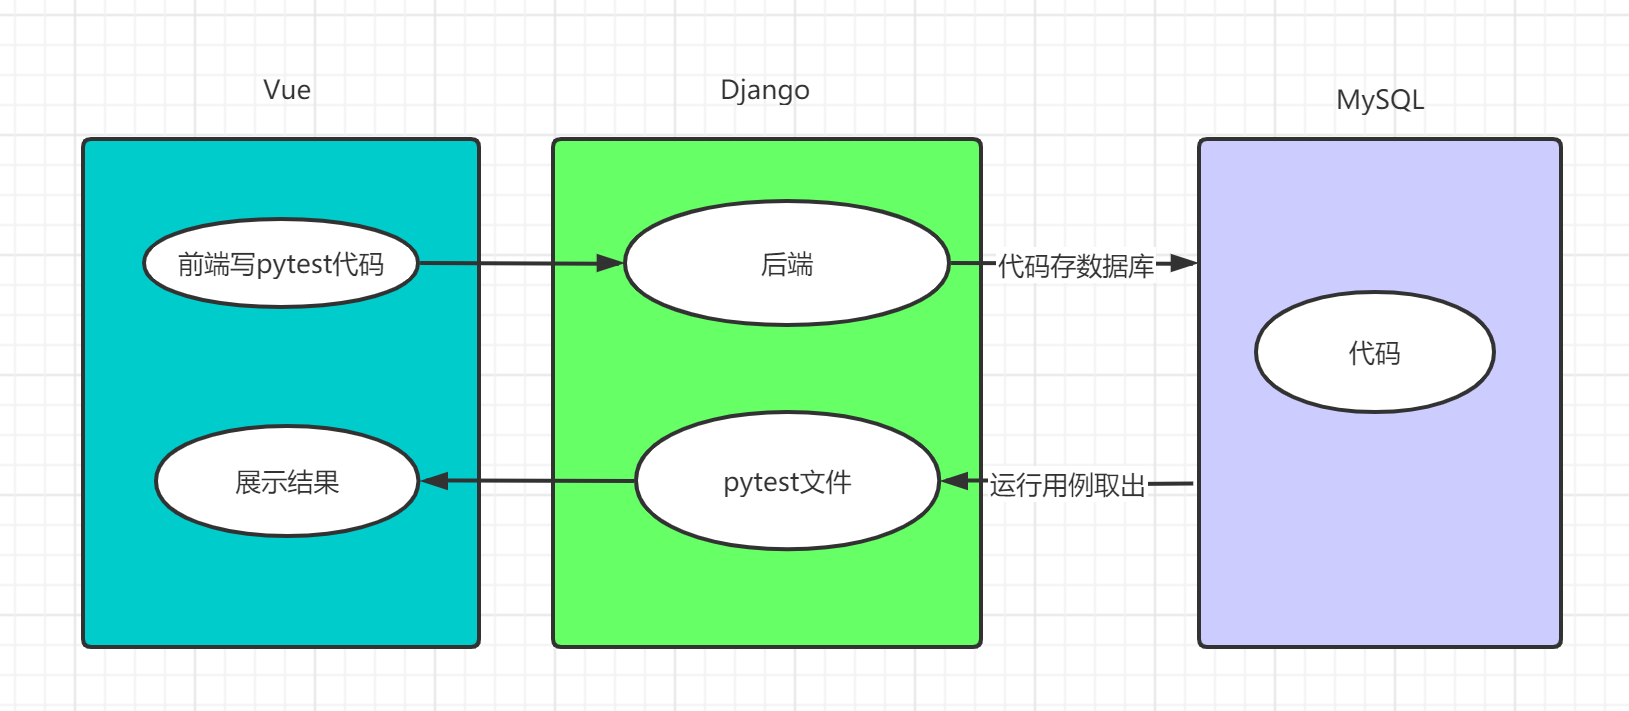 Vue
Django
MySQL
前端写pytest代码
后端
代码存数据库
代码
展示结果
pytest文件
运行用例取出